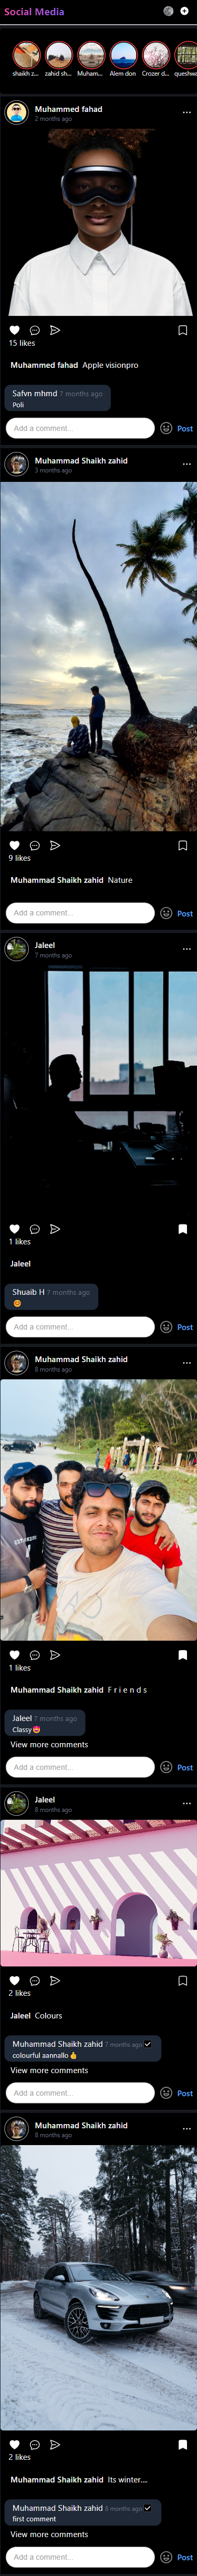 Social Media
shaikh z...
zahid sh...
Muham...
Alem don
Crozer d...
queshwa
Muhammed fahad
2 months ago
15 likes
Muhammed fahad Apple visionpro
Safvn mhmd 7 months ago
Poli
Add a comment...
Post
Muhammad Shaikh zahid
3 months ago
9 likes
Muhammad Shaikh zahid Nature
Add a comment...
Post
Jaleel
7 months ago
1 likes
Jaleel
Shuaib H 7 months ago
😊
Add a comment...
Post
Muhammad Shaikh zahid
8 months ago
1 likes
Muhammad Shaikh zahid F r i e n d s
Jaleel 7 months ago
Classy😍
View more comments
Add a comment...
Post
Jaleel
8 months ago
2 likes
Jaleel Colours
Muhammad Shaikh zahid 7 months ago
colourful aannallo👌
View more comments
Add a comment...
Post
Muhammad Shaikh zahid
8 months ago
2 likes
Muhammad Shaikh zahid Its winter....
Muhammad Shaikh zahid 8 months ago
first comment
View more comments
Add a comment...
Post